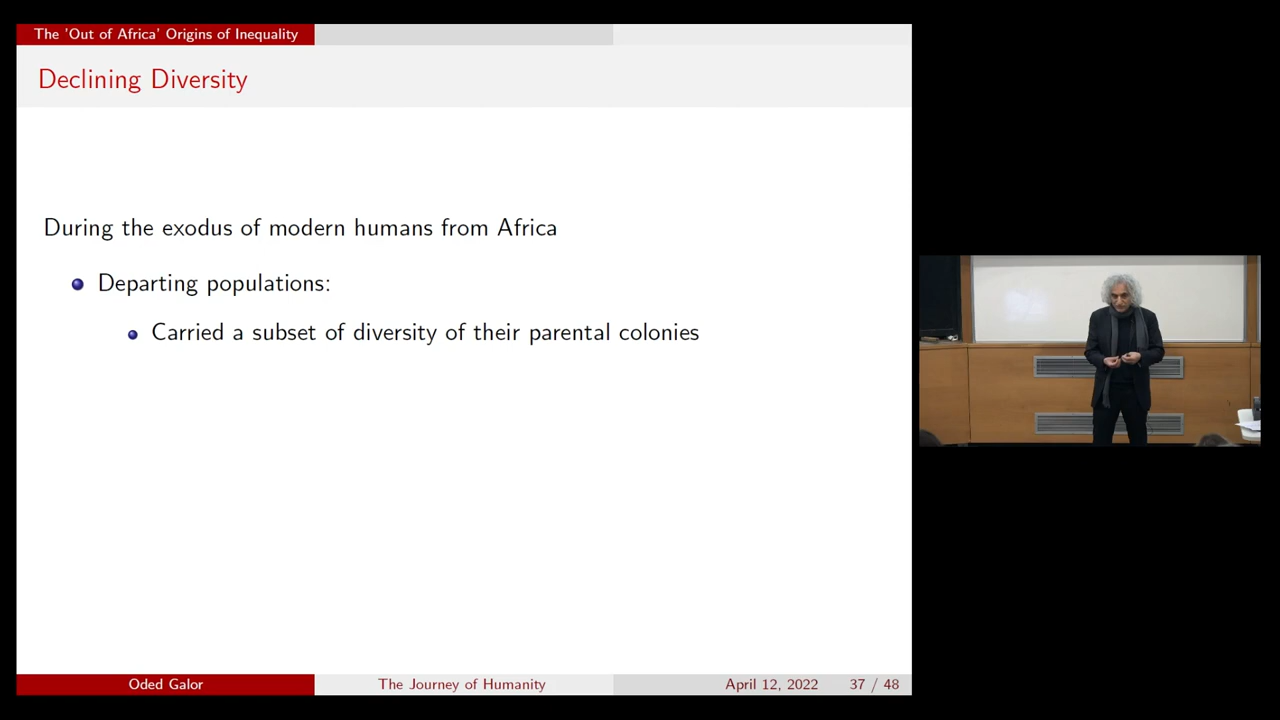 The 'Out of Africa' Origins of Inequality
Declining Diversity
During the exodus of modern humans from Africa
Departing populations:
Carried a subset of diversity of their parental colonies
Oded Galor The Journey of Humanity April 12, 2022 37 / 48